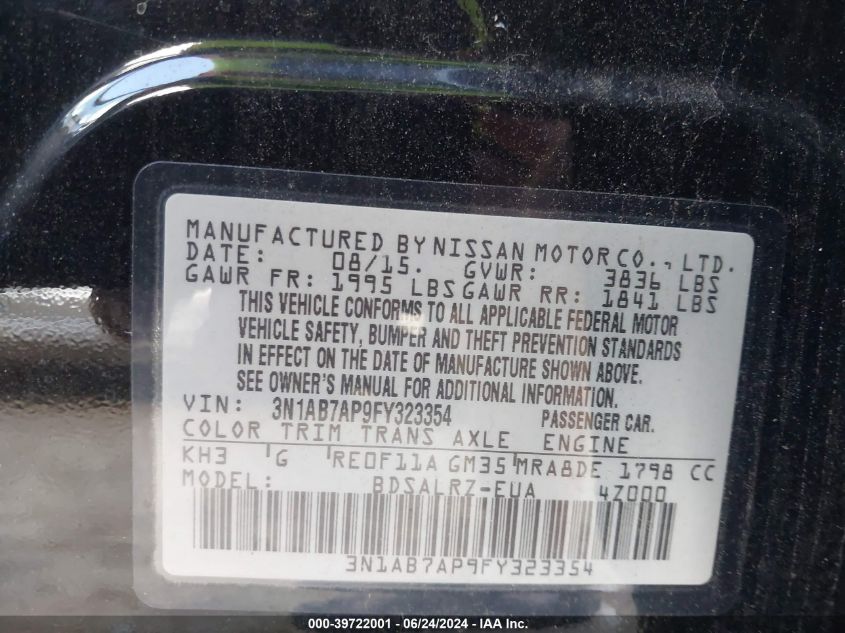 MANUFACTURED BY NISSAN MOTOR CO., LTD.
DATE: 08/15. GVWR: 3836 LBS
GAWR FR: 1995 LBS GAWR RR: 1841 LBS
THIS VEHICLE CONFORMS TO ALL APPLICABLE FEDERAL MOTOR
VEHICLE SAFETY, BUMPER AND THEFT PREVENTION STANDARDS
IN EFFECT ON THE DATE OF MANUFACTURE SHOWN ABOVE.
SEE OWNER'S MANUAL FOR ADDITIONAL INFORMATION.
VIN: 3N1AB7AP9FY323354 PASSENGER CAR.
COLOR TRIM TRANS AXLE ENGINE
KH3 G RE0F11A GM35 MRA8DE 1798 CC
MODEL: BDSALRZ-EUA 4Z000
3N1AB7AP9FY323354
000-39722001 - 06/24/2024 - IAA Inc.